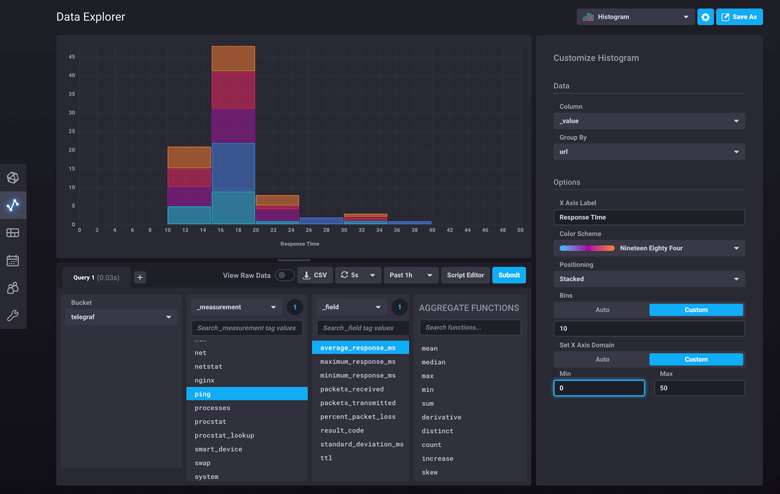 Data Explorer
Histogram
Save As
45
40
35
30
25
20
15
10
5
0
0 2 4 6 8 10 12 14 16 18 20 22 24 26 28 30 32 34 36 38 40 42 44 46 48 50
Response TIme
Customize Histogram
Data
Column
_value
Group By
url
Options
X Axis Label
Response TIme
Color Scheme
Nineteen Eighty Four
Positioning
Stacked
Bins
Auto Custom
10
Set X Axis Domain
Auto Custom
Min Max
0 50
Query 1 (0.03s)
View Raw Data
CSV
5s
Past 1h
Script Editor
Submit
Bucket
telegraf
_measurement 1
Search _measurement tag values
net
netstat
nginx
ping
processes
procstat
procstat_lookup
smart_device
swap
system
_field 1
Search _field tag values
average_response_ms
maximum_response_ms
minimum_response_ms
packets_received
packets_transmitted
percent_packet_loss
result_code
standard_deviation_ms
ttl
AGGREGATE FUNCTIONS
Search functions...
mean
median
max
min
sum
derivative
distinct
count
increase
skew